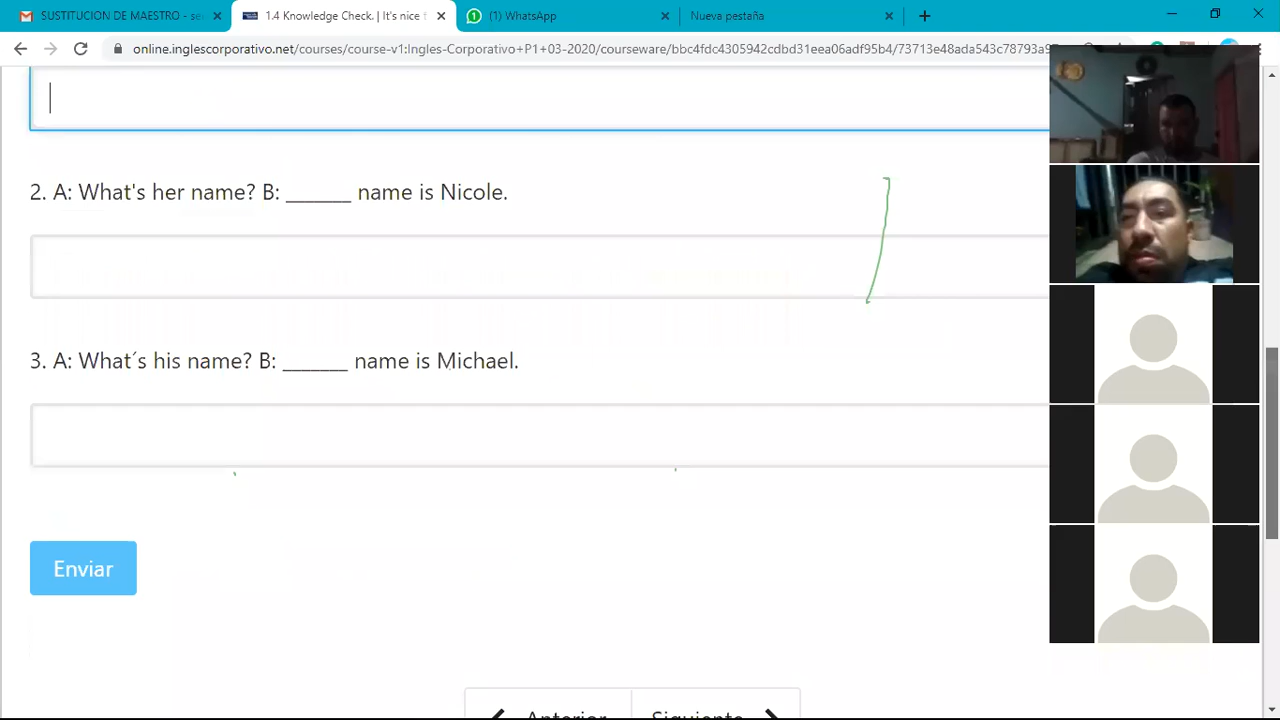 SUSTITUCION DE MAESTRO - se
1.4 Knowledge Check. | It's nice f
(1) WhatsApp
Nueva pestaña
online.inglescorporativo.net/courses/course-v1:Ingles-Corporativo+P1+03-2020/courseware/bbc4fdc4305942cdbd31eea06adf95b4/73713e48ada543c78793a9
2. A: What's her name? B: _______ name is Nicole.
3. A: What´s his name? B: _______ name is Michael.
Enviar
Anterior
Siguiente